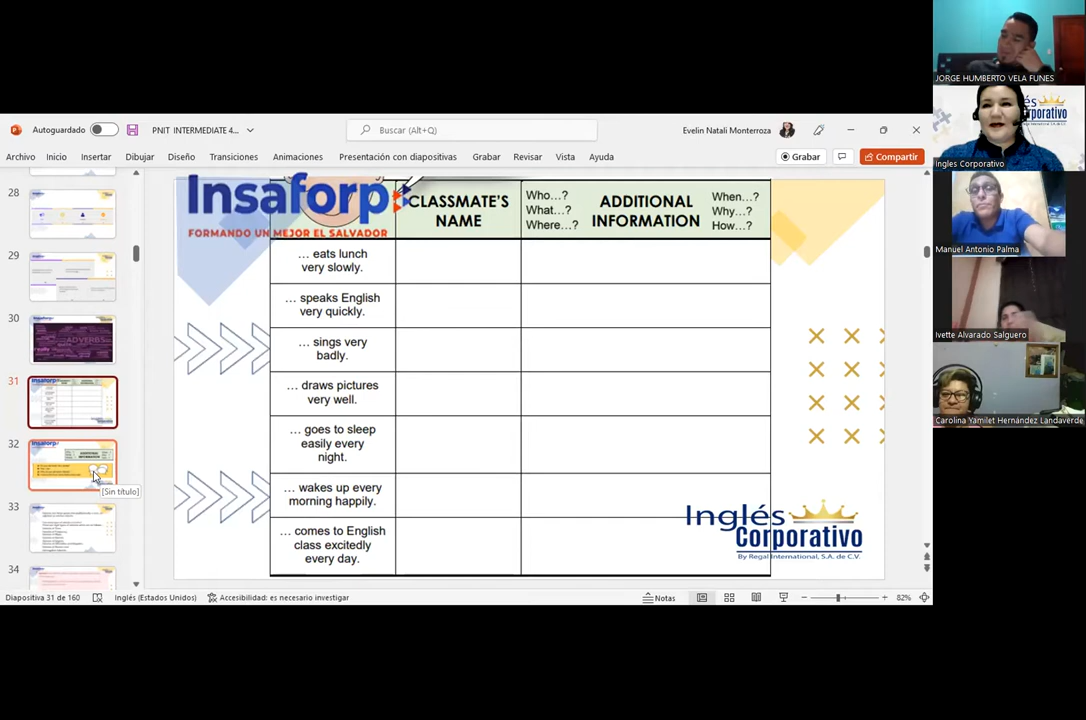 Autoguardado
PNIT INTERMEDIATE 4...
Buscar (Alt+Q)
Evelin Natali Monterroza
Archivo Inicio Insertar Dibujar Diseño Transiciones Animaciones Presentación con diapositivas Grabar Revisar Vista Ayuda
Grabar
Compartir
28
29
30
ADVERBS
31
32
Insaforp
ADDITIONAL
INFORMATION
[Sin título]
33
34
Insaforp
FORMANDO UN MEJOR EL SALVADOR
CLASSMATE'S
NAME
Who...?
What...?
Where...?
ADDITIONAL
INFORMATION
When...?
Why...?
How...?
... eats lunch
very slowly.
... speaks English
very quickly.
... sings very
badly.
... draws pictures
very well.
... goes to sleep
easily every
night.
... wakes up every
morning happily.
... comes to English
class excitedly
every day.
Inglés
Corporativo
By Regal International, S.A. de C.V.
Diapositiva 31 de 160
Inglés (Estados Unidos)
Accesibilidad: es necesario investigar
Notas
82%
JORGE HUMBERTO VELA FUNES
Ingles Corporativo
Manuel Antonio Palma
Ivette Alvarado Salguero
Carolina Yamilet Hernández Landaverde